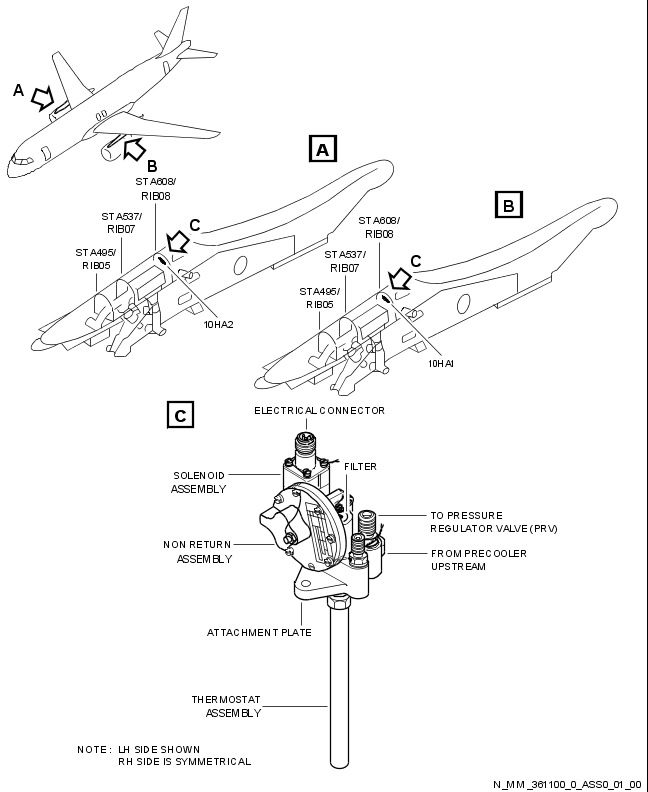 A
B
A
STA608/
RIB08
C
STA537/
RIB07
STA495/
RIB05
10HA2
B
STA608/
RIB08
C
STA537/
RIB07
STA495/
RIB05
10HA1
C
ELECTRICAL CONNECTOR
FILTER
SOLENOID
ASSEMBLY
TO PRESSURE
REGULATOR VALVE (PRV)
NON RETURN
ASSEMBLY
FROM PRECOOLER
UPSTREAM
ATTACHMENT PLATE
THERMOSTAT
ASSEMBLY
NOTE : LH SIDE SHOWN
RH SIDE IS SYMMETRICAL
N_MM_361100_0_ASS0_01_00